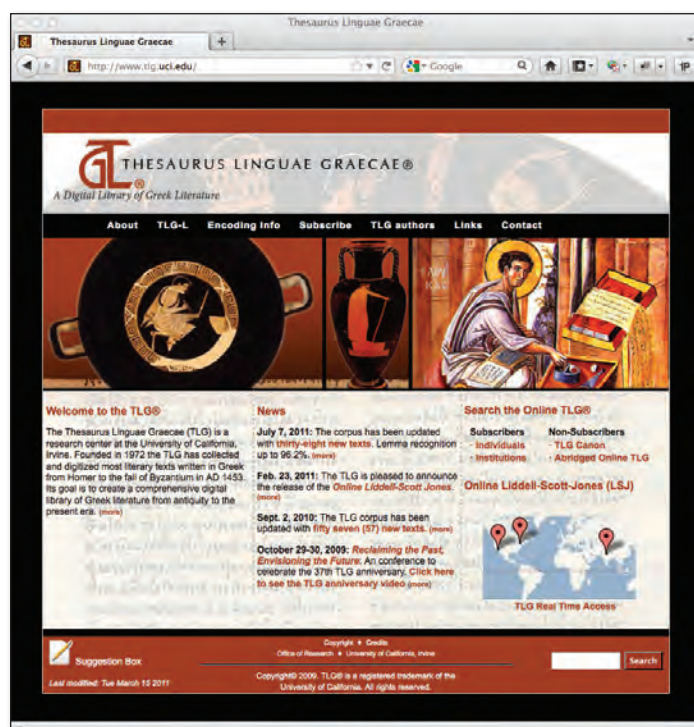 Thesaurus Linguae Graecae
Thesaurus Linguae Graecae
+
http://www.tlg.uci.edu/
Google
THESAURUS LINGUAE GRAECAE®
A Digital Library of Greek Literature
About TLG-L Encoding Info Subscribe TLG authors Links Contact
Welcome to the TLG®
The Thesaurus Linguae Graecae (TLG) is a
research center at the University of California,
Irvine. Founded in 1972 the TLG has collected
and digitized most literary texts written in Greek
from Homer to the fall of Byzantium in AD 1453.
Its goal is to create a comprehensive digital
library of Greek literature from antiquity to the
present era. (more)
News
July 7, 2011: The corpus has been updated
with thirty-eight new texts. Lemma recognition
up to 96.2%. (more)
Feb. 23, 2011: The TLG is pleased to announce
the release of the Online Liddell-Scott Jones.
(more)
Sept. 2, 2010: The TLG corpus has been
updated with fifty seven (57) new texts. (more)
October 29-30, 2009: Reclaiming the Past,
Envisioning the Future: An conference to
celebrate the 37th TLG anniversary. Click here
to see the TLG anniversary video (more)
Search the Online TLG®
Subscribers Non-Subscribers
· Individuals · TLG Canon
· Institutions · Abridged Online TLG
Online Liddell-Scott-Jones (LSJ)
TLG Real Time Access
Suggestion Box
Last modified: Tue March 15 2011
Copyright ♦ Credits
Office of Research ♦ University of California, Irvine
Copyright© 2009. TLG® is a registered trademark of the
University of California. All rights reserved.
Search